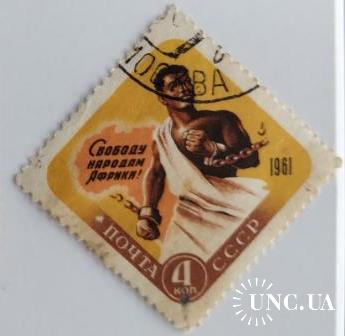 МОСКВА
Свободу
народам
Африки!
1961
ПОЧТА 4 СССР
КОП
UNC.UA